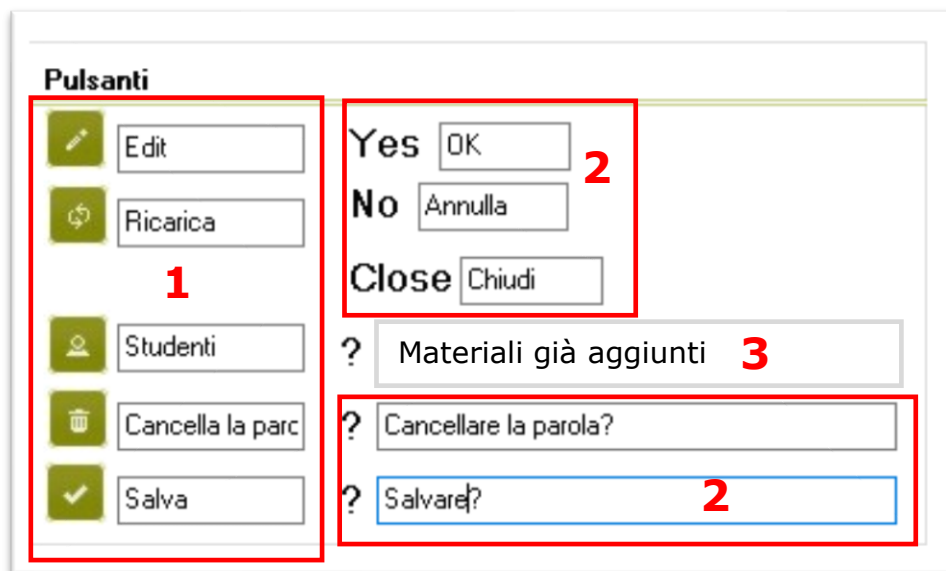 Pulsanti
Edit
Yes OK
2
Ricarica
No Annulla
1
Close Chiudi
Studenti
? Materiali già aggiunti 3
Cancella la parc
? Cancellare la parola?
Salva
? Salvare? 2